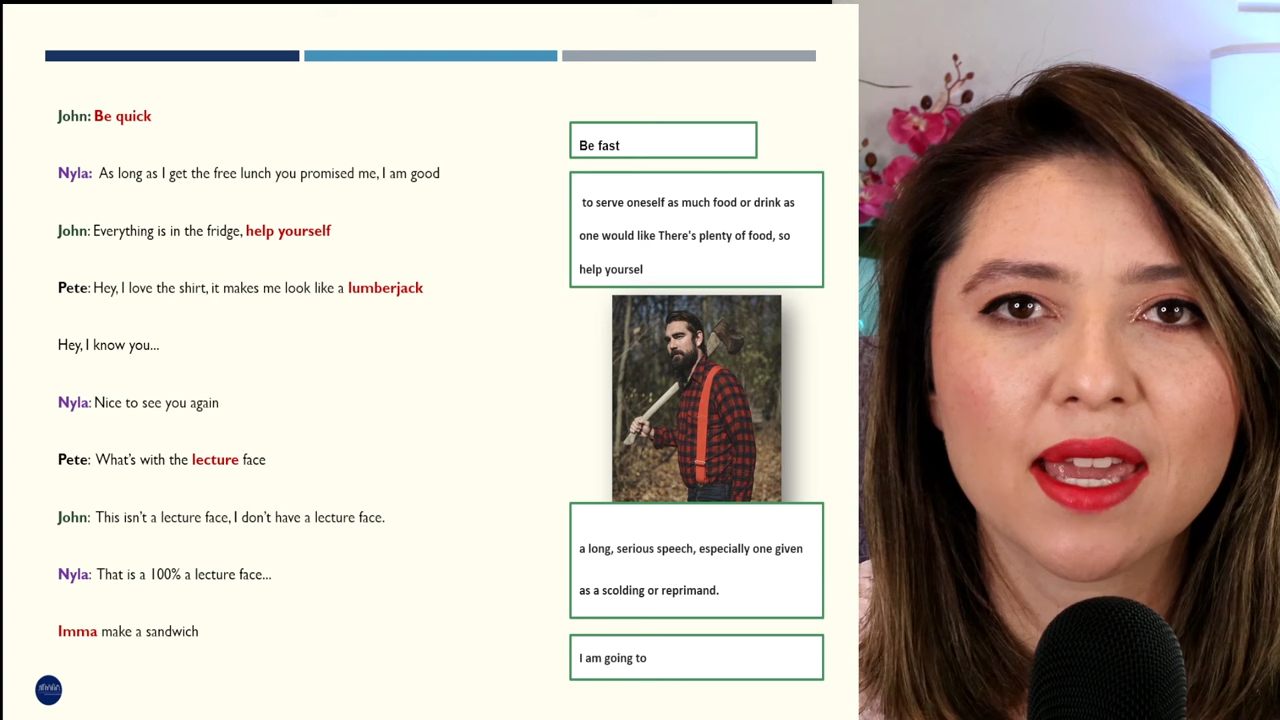 John: Be quick
Be fast
Nyla: As long as I get the free lunch you promised me, I am good
to serve oneself as much food or drink as
one would like There's plenty of food, so
help yoursel
John: Everything is in the fridge, help yourself
Pete: Hey, I love the shirt, it makes me look like a lumberjack
Hey, I know you...
Nyla: Nice to see you again
Pete: What's with the lecture face
John: This isn't a lecture face, I don't have a lecture face.
a long, serious speech, especially one given
as a scolding or reprimand.
Nyla: That is a 100% a lecture face...
Imma make a sandwich
I am going to